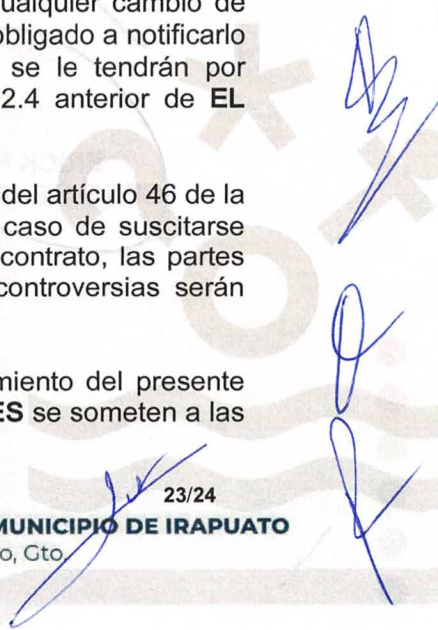 ualquier cambio de
obligado a notificarlo
se le tendrán por
2.4 anterior de EL
del artículo 46 de la
caso de suscitarse
contrato, las partes
controversias serán
miento del presente
ES se someten a las
23/24
MUNICIPIO DE IRAPUATO
o, Gto.